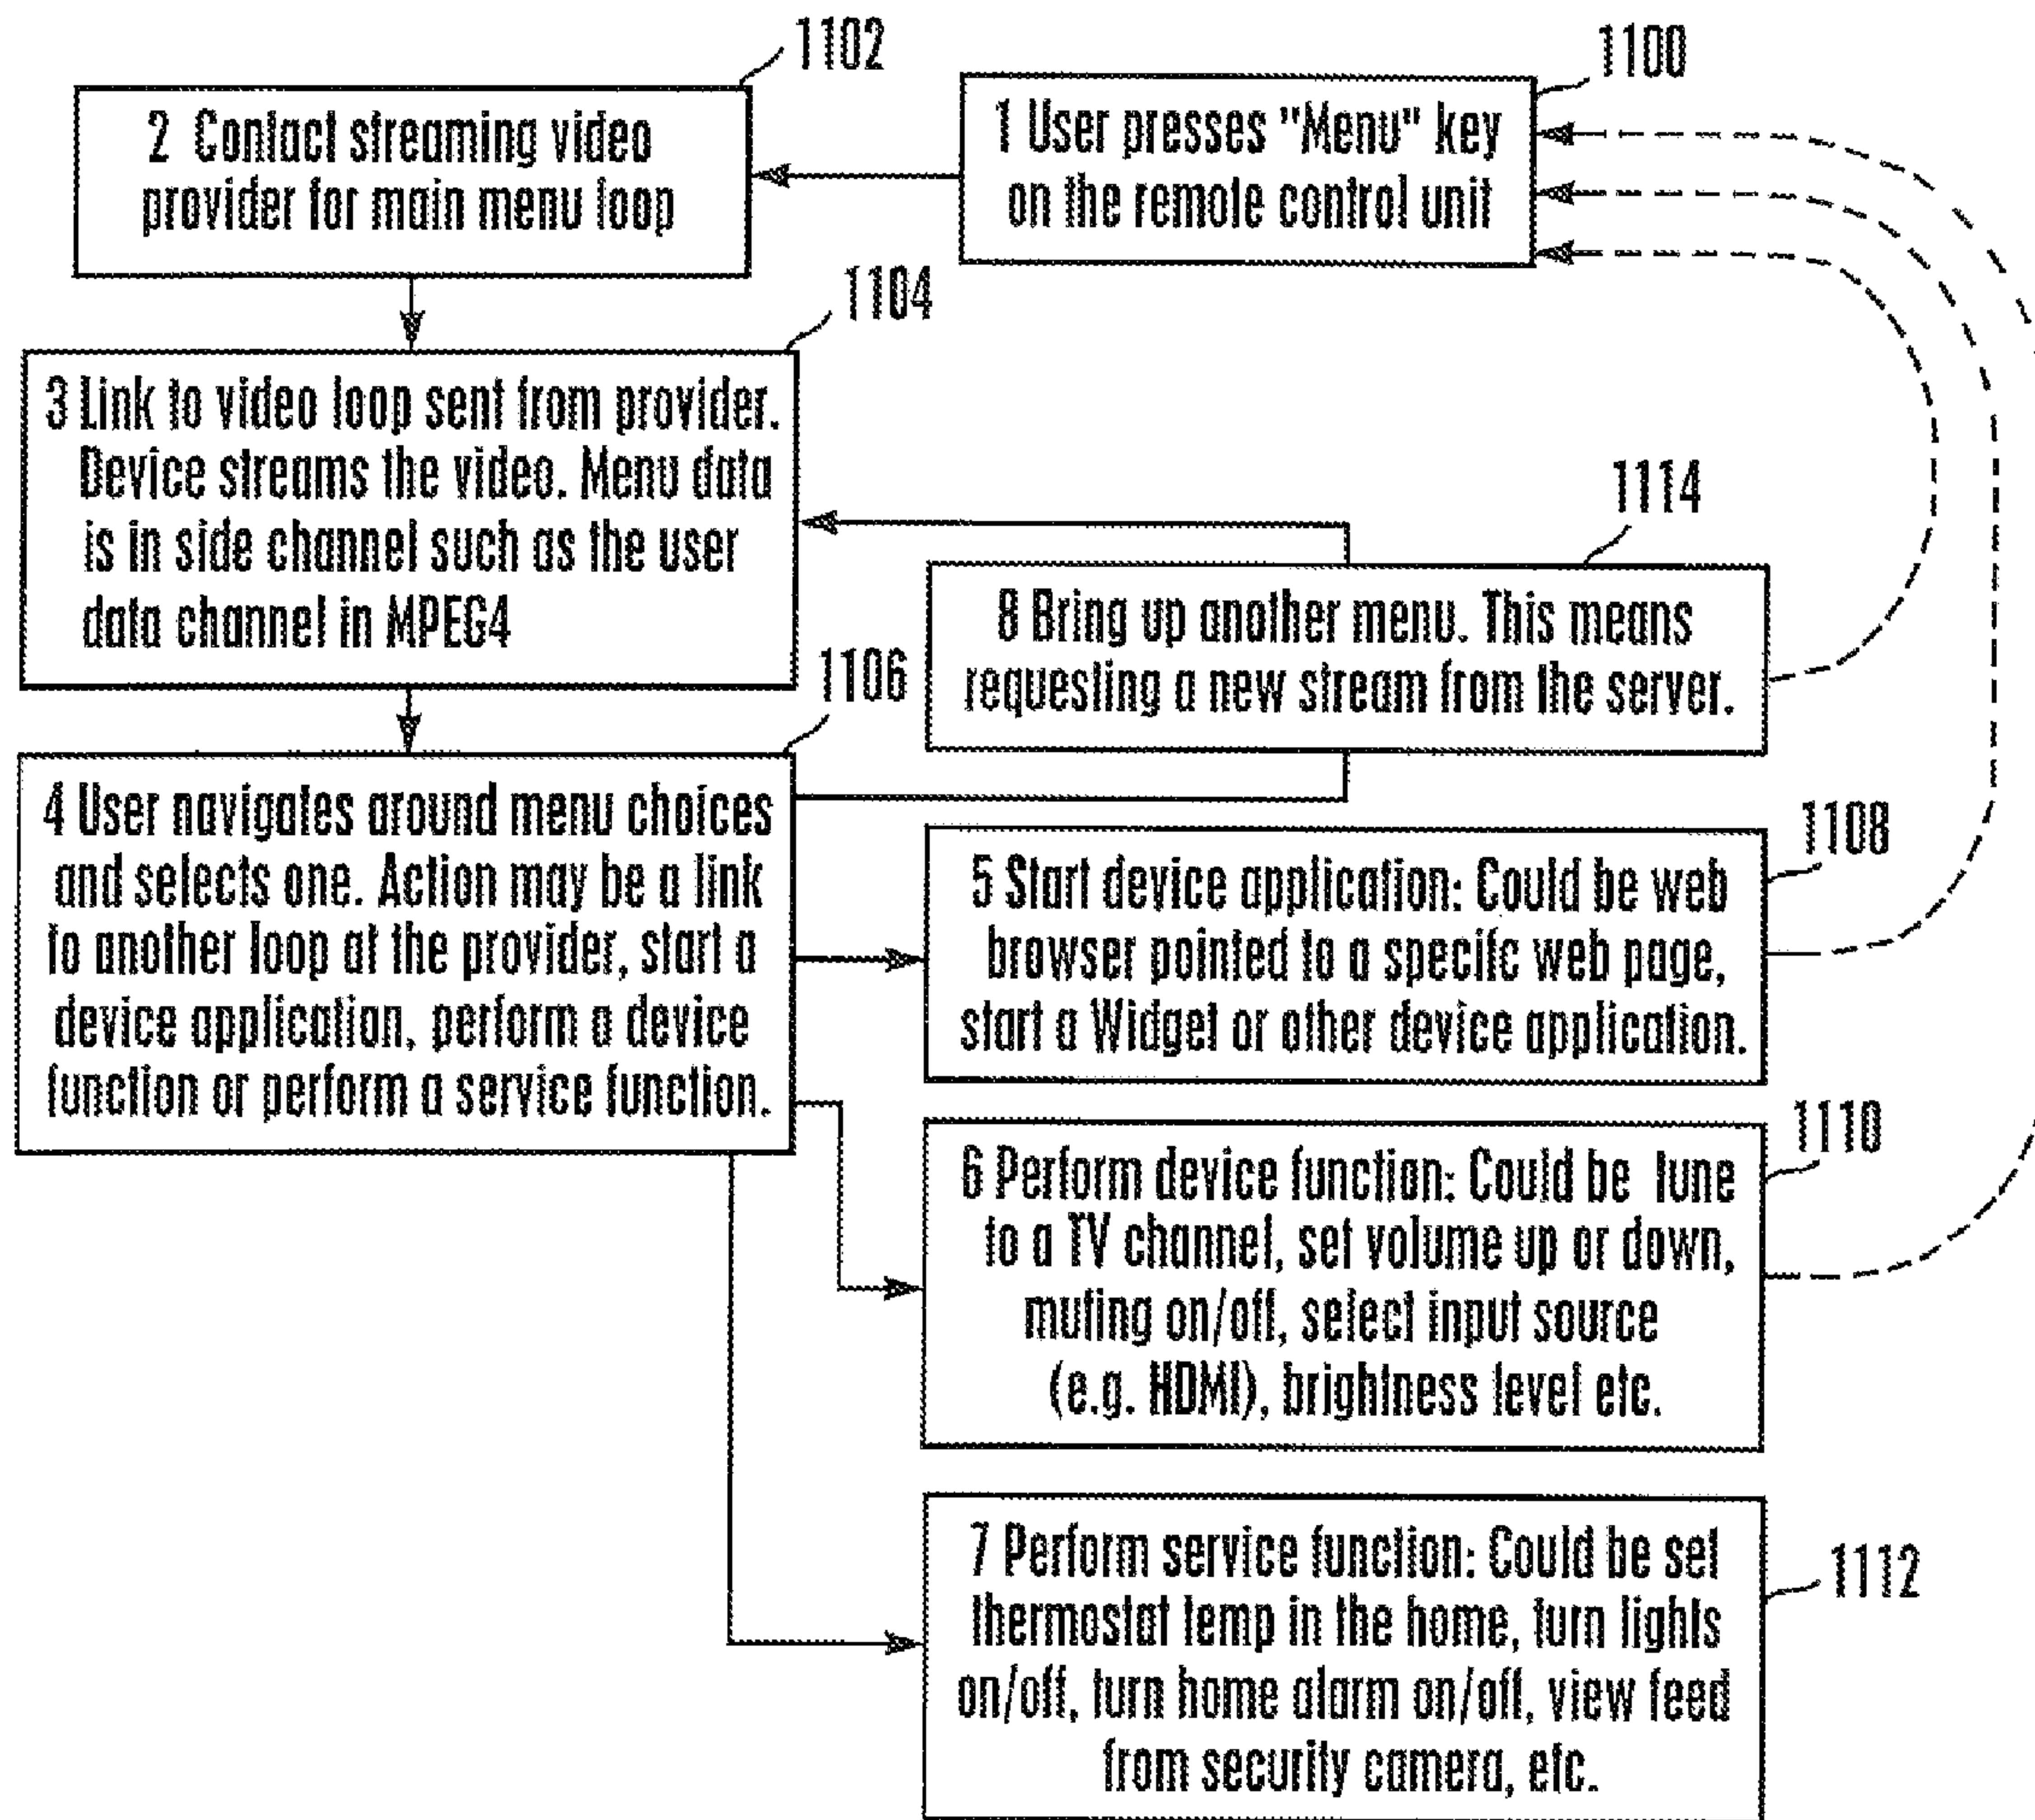 1102
2 Contact streaming video
provider for main menu loop
1100
1 User presses "Menu" key
on the remote control unit
1104
3 Link to video loop sent from provider.
Device streams the video. Menu data
is in side channel such as the user
data channel in MPEG4
1114
8 Bring up another menu. This means
requesting a new stream from the server.
1106
4 User navigates around menu choices
and selects one. Action may be a link
to another loop at the provider, start a
device application, perform a device
function or perform a service function.
1108
5 Start device application: Could be web
browser pointed to a specifc web page,
start a Widget or other device application.
1110
6 Perform device function: Could be tune
to a TV channel, set volume up or down,
muting on/off, select input source
(e.g. HDMI), brightness level etc.
1112
7 Perform service function: Could be set
thermostat temp in the home, turn lights
on/off, turn home alarm on/off, view feed
from security camera, etc.